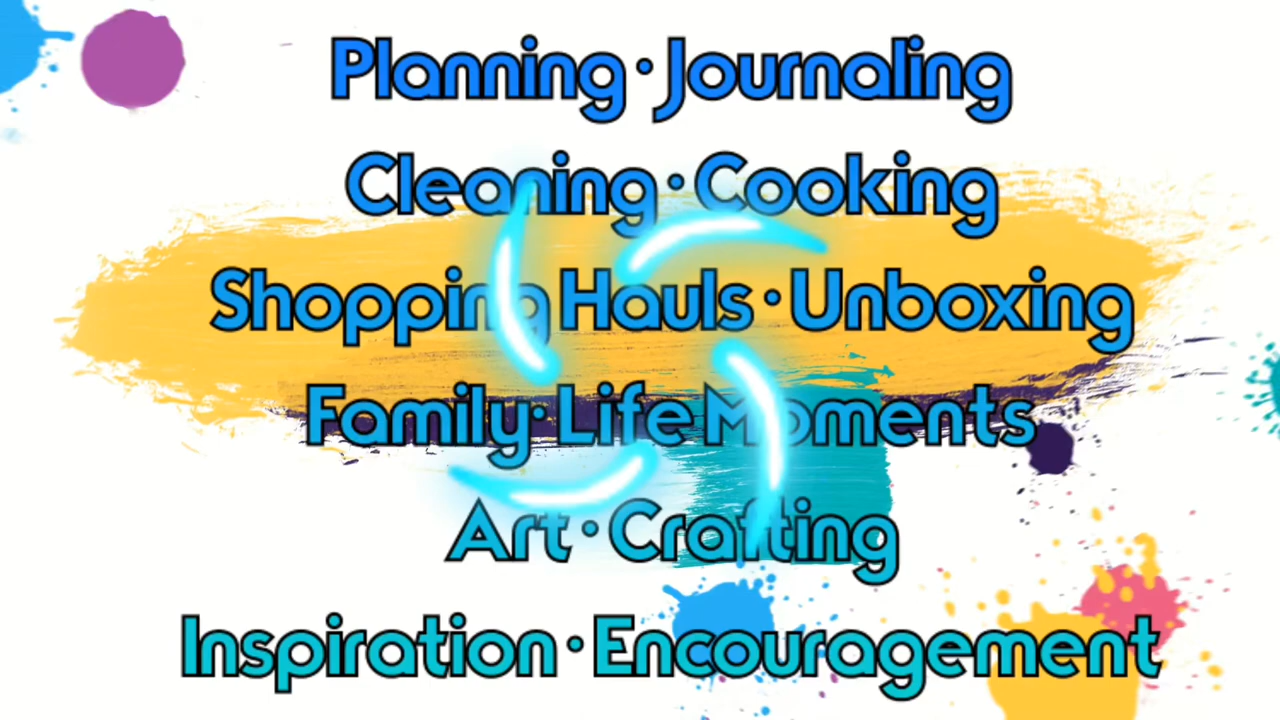 Planning · Journaling
Cleaning · Cooking
Shopping Hauls · Unboxing
Family · Life Moments
Art · Crafting
Inspiration · Encouragement